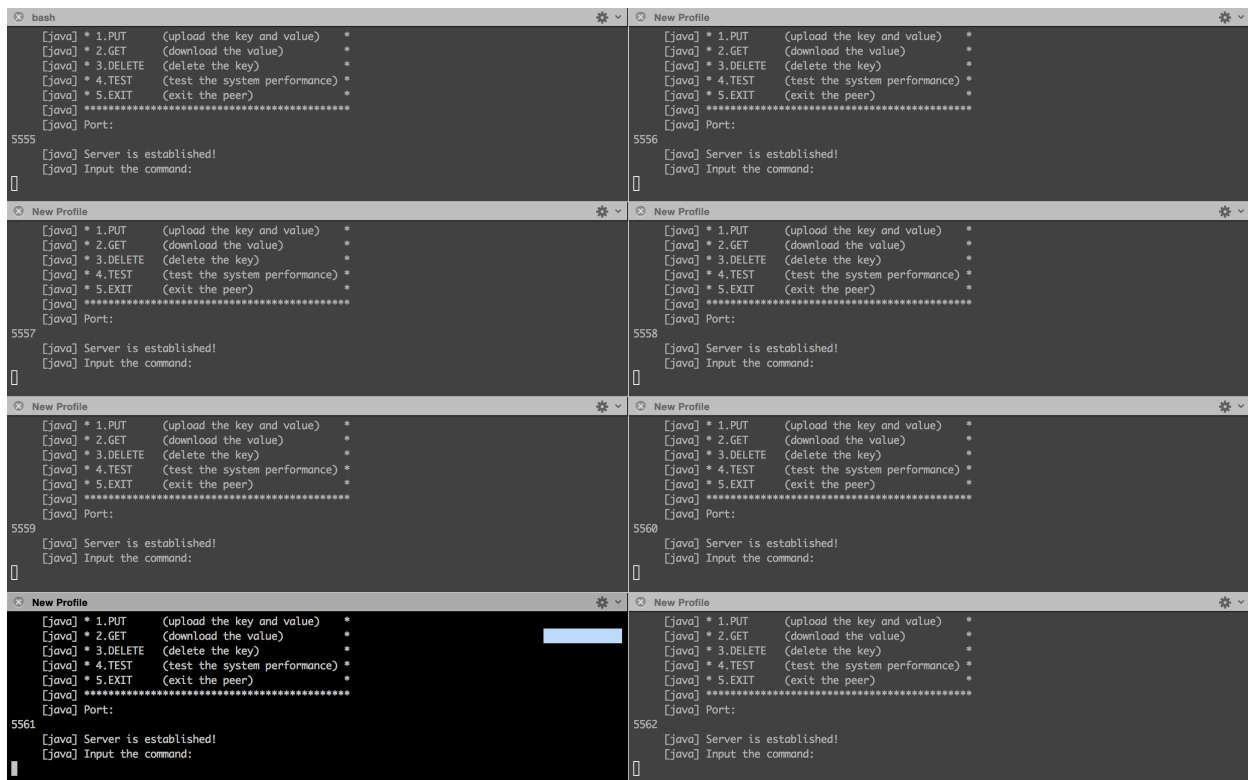 bash
[java] * 1.PUT      (upload the key and value)    *
[java] * 2.GET      (download the value)          *
[java] * 3.DELETE   (delete the key)              *
[java] * 4.TEST     (test the system performance) *
[java] * 5.EXIT     (exit the peer)               *
[java] ********************************************
[java] Port:
5555
[java] Server is established!
[java] Input the command:
New Profile
[java] * 1.PUT      (upload the key and value)    *
[java] * 2.GET      (download the value)          *
[java] * 3.DELETE   (delete the key)              *
[java] * 4.TEST     (test the system performance) *
[java] * 5.EXIT     (exit the peer)               *
[java] ********************************************
[java] Port:
5556
[java] Server is established!
[java] Input the command:
New Profile
[java] * 1.PUT      (upload the key and value)    *
[java] * 2.GET      (download the value)          *
[java] * 3.DELETE   (delete the key)              *
[java] * 4.TEST     (test the system performance) *
[java] * 5.EXIT     (exit the peer)               *
[java] ********************************************
[java] Port:
5557
[java] Server is established!
[java] Input the command:
New Profile
[java] * 1.PUT      (upload the key and value)    *
[java] * 2.GET      (download the value)          *
[java] * 3.DELETE   (delete the key)              *
[java] * 4.TEST     (test the system performance) *
[java] * 5.EXIT     (exit the peer)               *
[java] ********************************************
[java] Port:
5558
[java] Server is established!
[java] Input the command:
New Profile
[java] * 1.PUT      (upload the key and value)    *
[java] * 2.GET      (download the value)          *
[java] * 3.DELETE   (delete the key)              *
[java] * 4.TEST     (test the system performance) *
[java] * 5.EXIT     (exit the peer)               *
[java] ********************************************
[java] Port:
5559
[java] Server is established!
[java] Input the command:
New Profile
[java] * 1.PUT      (upload the key and value)    *
[java] * 2.GET      (download the value)          *
[java] * 3.DELETE   (delete the key)              *
[java] * 4.TEST     (test the system performance) *
[java] * 5.EXIT     (exit the peer)               *
[java] ********************************************
[java] Port:
5560
[java] Server is established!
[java] Input the command:
New Profile
[java] * 1.PUT      (upload the key and value)    *
[java] * 2.GET      (download the value)          *
[java] * 3.DELETE   (delete the key)              *
[java] * 4.TEST     (test the system performance) *
[java] * 5.EXIT     (exit the peer)               *
[java] ********************************************
[java] Port:
5561
[java] Server is established!
[java] Input the command:
New Profile
[java] * 1.PUT      (upload the key and value)    *
[java] * 2.GET      (download the value)          *
[java] * 3.DELETE   (delete the key)              *
[java] * 4.TEST     (test the system performance) *
[java] * 5.EXIT     (exit the peer)               *
[java] ********************************************
[java] Port:
5562
[java] Server is established!
[java] Input the command: